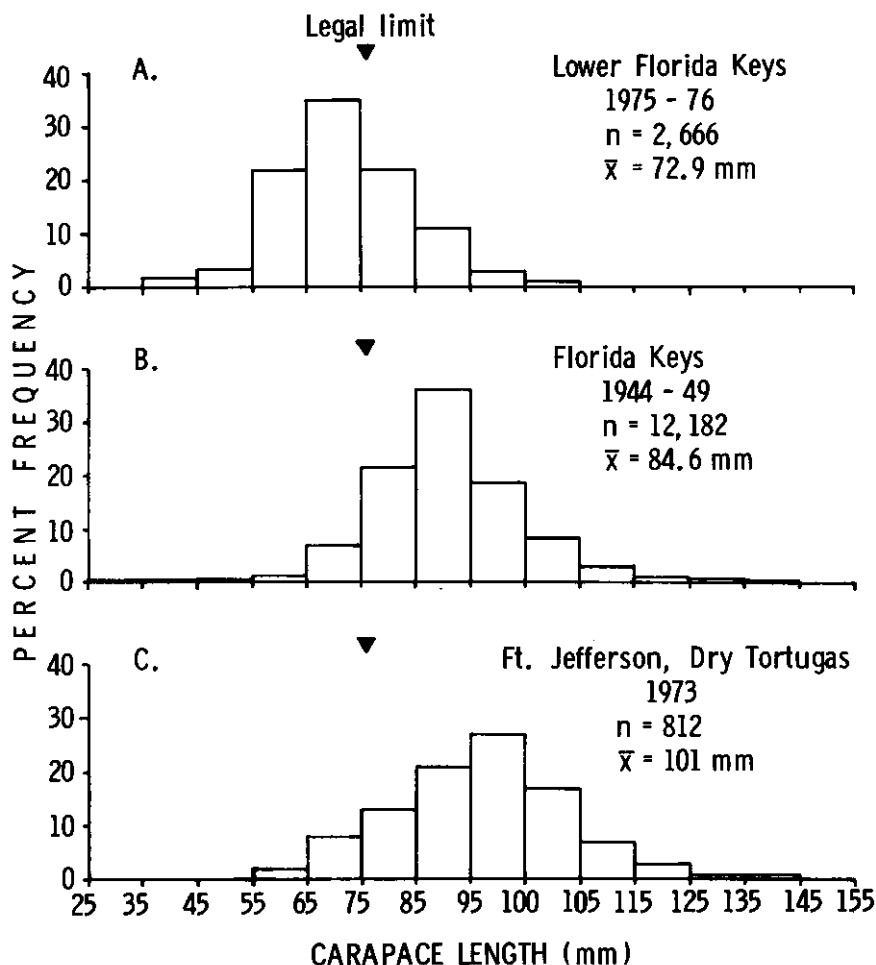 Legal limit
A.
Lower Florida Keys
1975 - 76
n = 2,666
x̅ = 72.9 mm
40
30
20
10
0
B.
Florida Keys
1944 - 49
n = 12,182
x̅ = 84.6 mm
40
30
20
10
0
PERCENT FREQUENCY
C.
Ft. Jefferson, Dry Tortugas
1973
n = 812
x̅ = 101 mm
40
30
20
10
0
25 35 45 55 65 75 85 95 100 105 115 125 135 145 155
CARAPACE LENGTH (mm)